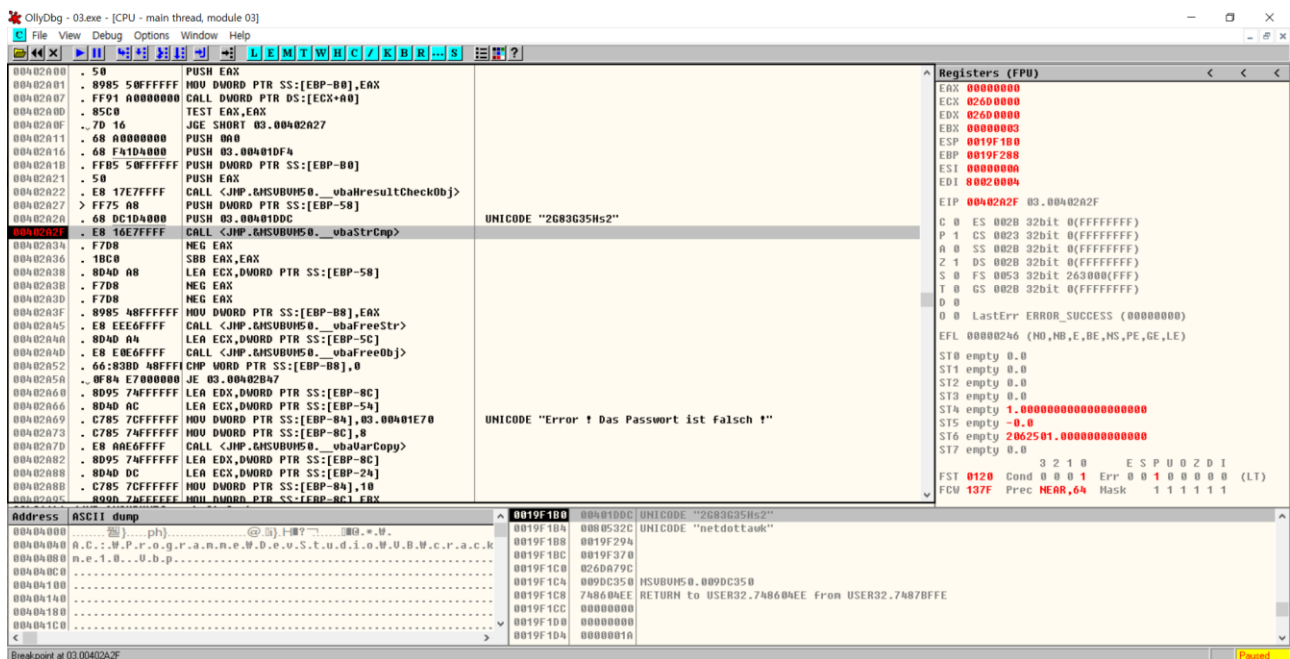 OllyDbg - 03.exe - [CPU - main thread, module 03]
C File View Debug Options Window Help
L E M T W H C / K B R ... S ?
00402A00 . 50 PUSH EAX
00402A01 . 8985 50FFFFFF MOV DWORD PTR SS:[EBP-B0],EAX
00402A07 . FF91 A0000000 CALL DWORD PTR DS:[ECX+A0]
00402A0D . 85C0 TEST EAX,EAX
00402A0F . 7D 16 JGE SHORT 03.00402A27
00402A11 . 68 A0000000 PUSH 0A0
00402A16 . 68 F41D4000 PUSH 03.00401DF4
00402A1B . FFB5 50FFFFFF PUSH DWORD PTR SS:[EBP-B0]
00402A21 . 50 PUSH EAX
00402A22 . E8 17E7FFFF CALL <JMP.&MSVBVM50.__vbaHresultCheckObj>
00402A27 > FF75 A8 PUSH DWORD PTR SS:[EBP-58]
00402A2A . 68 DC1D4000 PUSH 03.00401DDC UNICODE "2G83G35Hs2"
00402A2F . E8 16E7FFFF CALL <JMP.&MSVBVM50.__vbaStrCmp>
00402A34 . F7D8 NEG EAX
00402A36 . 1BC0 SBB EAX,EAX
00402A38 . 8D4D A8 LEA ECX,DWORD PTR SS:[EBP-58]
00402A3B . F7D8 NEG EAX
00402A3D . F7D8 NEG EAX
00402A3F . 8985 48FFFFFF MOV DWORD PTR SS:[EBP-B8],EAX
00402A45 . E8 EEE6FFFF CALL <JMP.&MSVBVM50.__vbaFreeStr>
00402A4A . 8D4D A4 LEA ECX,DWORD PTR SS:[EBP-5C]
00402A4D . E8 E0E6FFFF CALL <JMP.&MSVBVM50.__vbaFreeObj>
00402A52 . 66:83BD 48FFFF CMP WORD PTR SS:[EBP-B8],0
00402A5A . 0F84 E7000000 JE 03.00402B47
00402A60 . 8D95 74FFFFFF LEA EDX,DWORD PTR SS:[EBP-8C]
00402A66 . 8D4D AC LEA ECX,DWORD PTR SS:[EBP-54]
00402A69 . C785 7CFFFFFF MOV DWORD PTR SS:[EBP-84],03.00401E70 UNICODE "Error ! Das Passwort ist falsch !"
00402A73 . C785 74FFFFFF MOV DWORD PTR SS:[EBP-8C],8
00402A7D . E8 AAE6FFFF CALL <JMP.&MSVBVM50.__vbaVarCopy>
00402A82 . 8D95 74FFFFFF LEA EDX,DWORD PTR SS:[EBP-8C]
00402A88 . 8D4D DC LEA ECX,DWORD PTR SS:[EBP-24]
00402A8B . C785 7CFFFFFF MOV DWORD PTR SS:[EBP-84],10
00402A95 . 899D 74FFFFFF MOV DWORD PTR SS:[EBP-8C],EBX
Registers (FPU) < < <
EAX 00000000
ECX 026D0000
EDX 026D0000
EBX 00000003
ESP 0019F1B0
EBP 0019F288
ESI 0000000A
EDI 80020004
EIP 00402A2F 03.00402A2F
C 0 ES 002B 32bit 0(FFFFFFFF)
P 1 CS 0023 32bit 0(FFFFFFFF)
A 0 SS 002B 32bit 0(FFFFFFFF)
Z 1 DS 002B 32bit 0(FFFFFFFF)
S 0 FS 0053 32bit 263000(FFF)
T 0 GS 002B 32bit 0(FFFFFFFF)
D 0
O 0 LastErr ERROR_SUCCESS (00000000)
EFL 00000246 (NO,NB,E,BE,NS,PE,GE,LE)
ST0 empty 0.0
ST1 empty 0.0
ST2 empty 0.0
ST3 empty 0.0
ST4 empty 1.0000000000000000000
ST5 empty -0.0
ST6 empty 2062501.0000000000000
ST7 empty 0.0
3 2 1 0 E S P U O Z D I
FST 0120 Cond 0 0 0 1 Err 0 0 1 0 0 0 0 0 (LT)
FCW 137F Prec NEAR,64 Mask 1 1 1 1 1 1
Address ASCII dump
00404000
00404040 A.C.:.₩.P.r.o.g.r.a.m.m.e.₩.D.e.v.S.t.u.d.i.o.₩.V.B.₩.c.r.a.c.k
00404080 m.e.1.0...v.b.p.
004040C0
00404100
00404140
00404180
004041C0
0019F1B0 00401DDC UNICODE "2G83G35Hs2"
0019F1B4 0080532C UNICODE "netdottawk"
0019F1B8 0019F294
0019F1BC 0019F370
0019F1C0 026DA79C
0019F1C4 009DC350 MSVBVM50.009DC350
0019F1C8 748604EE RETURN to USER32.748604EE from USER32.7487BFFE
0019F1CC 00000000
0019F1D0 00000000
0019F1D4 0000001A
Breakpoint at 03.00402A2F Paused